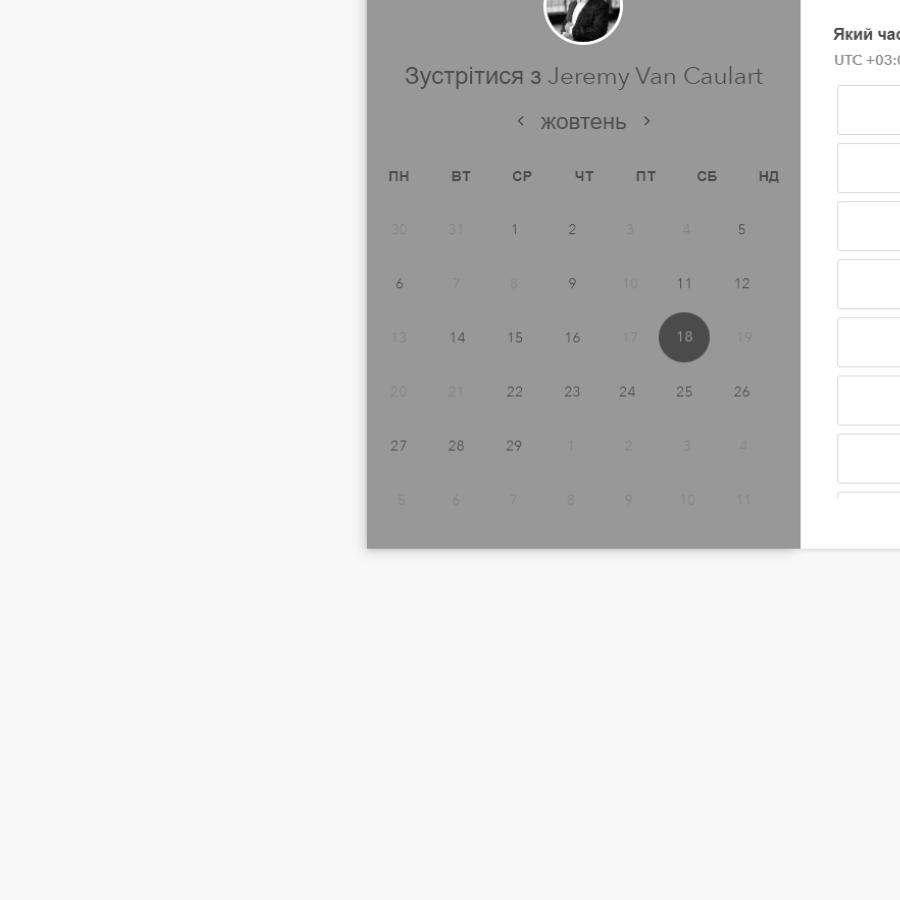 Зустрітися з Jeremy Van Caulart
жовтень
ПН ВТ СР ЧТ ПТ СБ НД
30 31 1 2 3 4 5
6 7 8 9 10 11 12
13 14 15 16 17 18 19
20 21 22 23 24 25 26
27 28 29 1 2 3 4
5 6 7 8 9 10 11
Який
UTC +03: